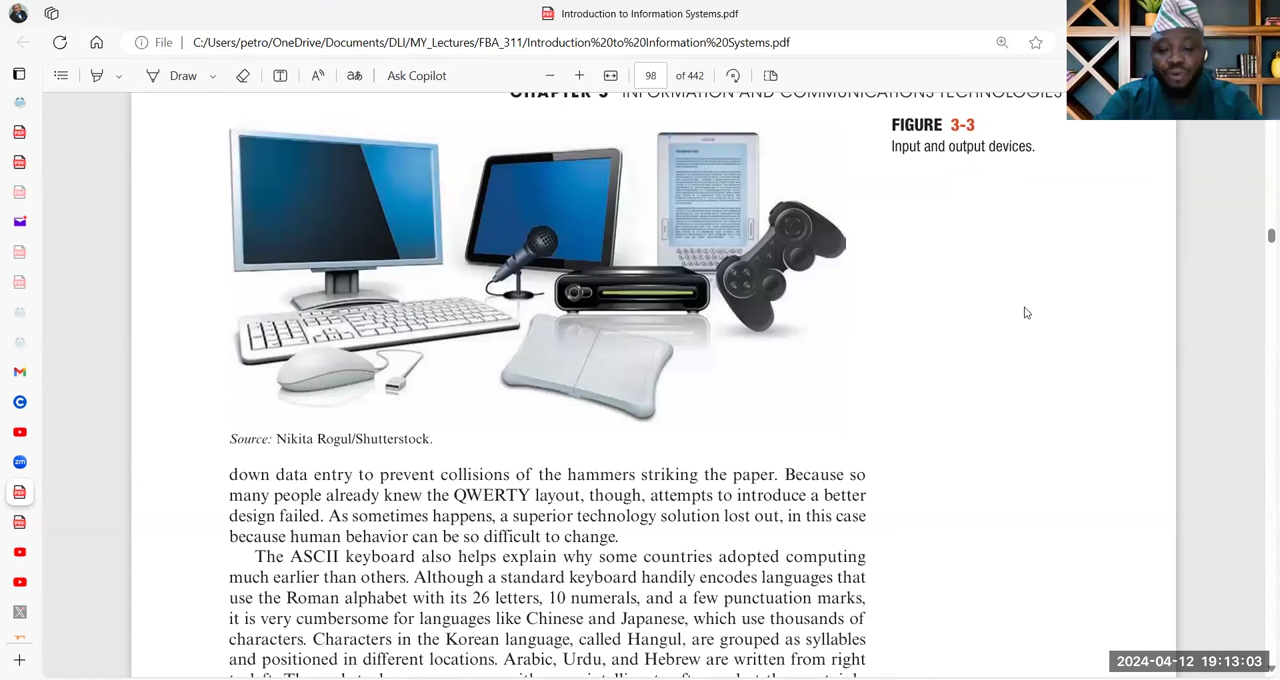 Introduction to Information Systems.pdf
File
C:/Users/petro/OneDrive/Documents/DLI/MY_Lectures/FBA_311/Introduction%20to%20Information%20Systems.pdf
Draw
aあ
Ask Copilot
98
of 442
CHAPTER 3 INFORMATION AND COMMUNICATIONS TECHNOLOGIES
FIGURE 3-3
Input and output devices.
Source: Nikita Rogul/Shutterstock.
down data entry to prevent collisions of the hammers striking the paper. Because so
many people already knew the QWERTY layout, though, attempts to introduce a better
design failed. As sometimes happens, a superior technology solution lost out, in this case
because human behavior can be so difficult to change.
The ASCII keyboard also helps explain why some countries adopted computing
much earlier than others. Although a standard keyboard handily encodes languages that
use the Roman alphabet with its 26 letters, 10 numerals, and a few punctuation marks,
it is very cumbersome for languages like Chinese and Japanese, which use thousands of
characters. Characters in the Korean language, called Hangul, are grouped as syllables
and positioned in different locations. Arabic, Urdu, and Hebrew are written from right
2024-04-12 19:13:03